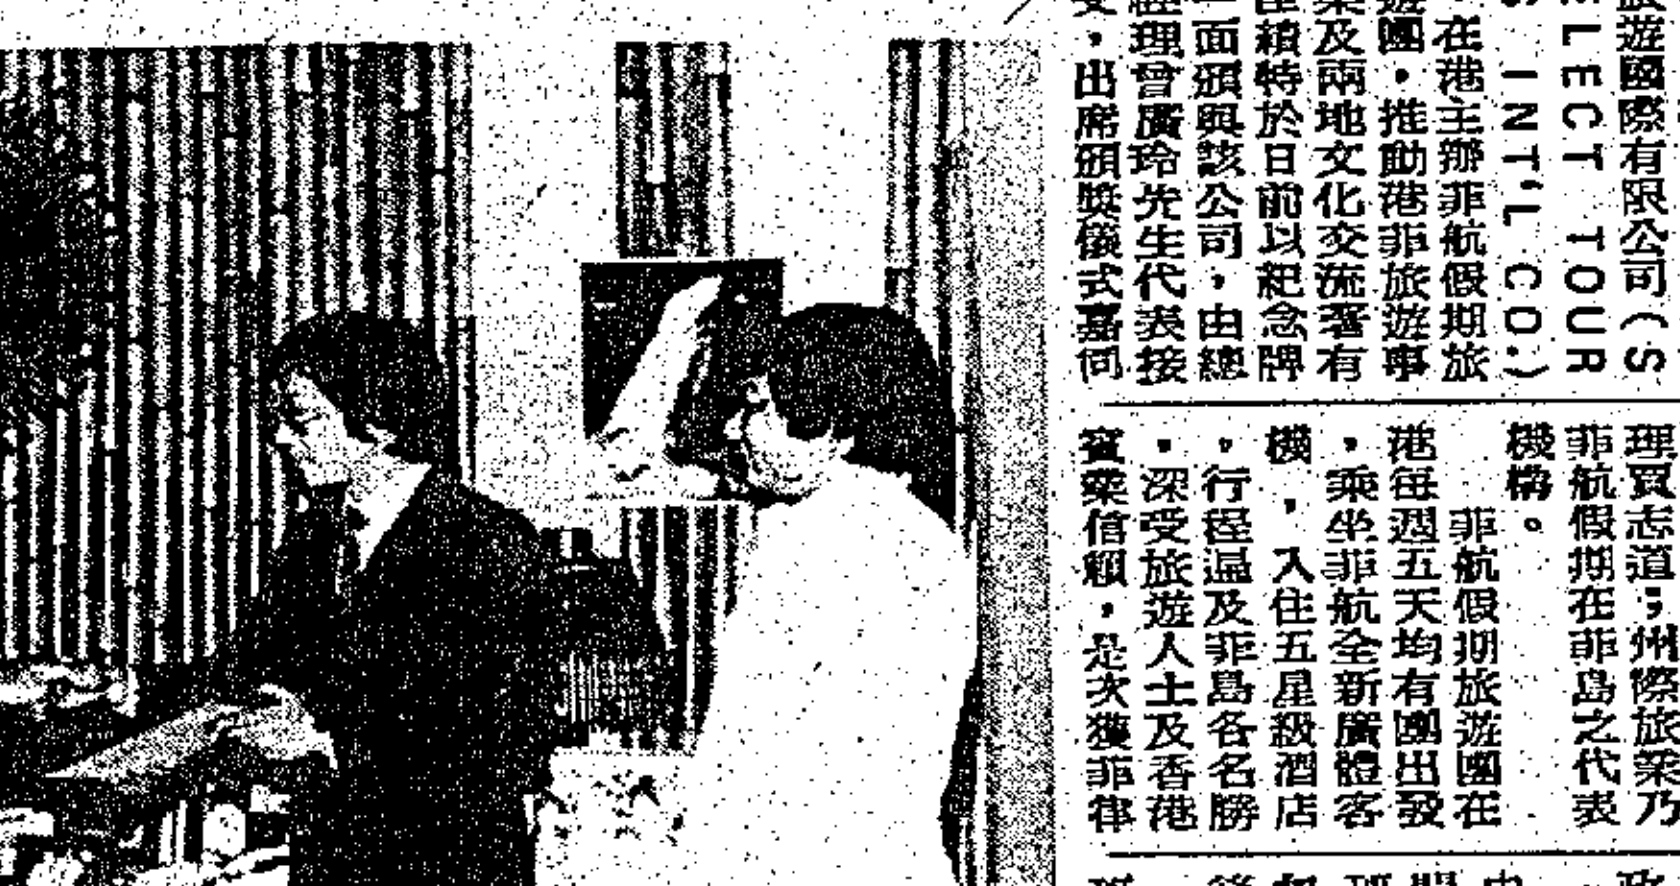 旅遊國際有限公司(S
ELECT TOUR
S INT'L CO.)
在港主辦菲航假期旅
遊團,推動港菲旅遊事
業及兩地文化交流著有
績特於日前以紀念牌
一面頒與該公司,由總
經理曾廣玲先生代表接
受,出席頒獎儀式嘉同
理賈志道;州際旅業乃
菲航假期在菲島之代表
機構。
菲航假期旅遊團在
港每週五天均有團出發
,乘坐菲航全新廣體客
機,入住五星級酒店
,行程遍及菲島各名勝
,深受旅遊人士及香港
賓樂信賴,是次獲菲律